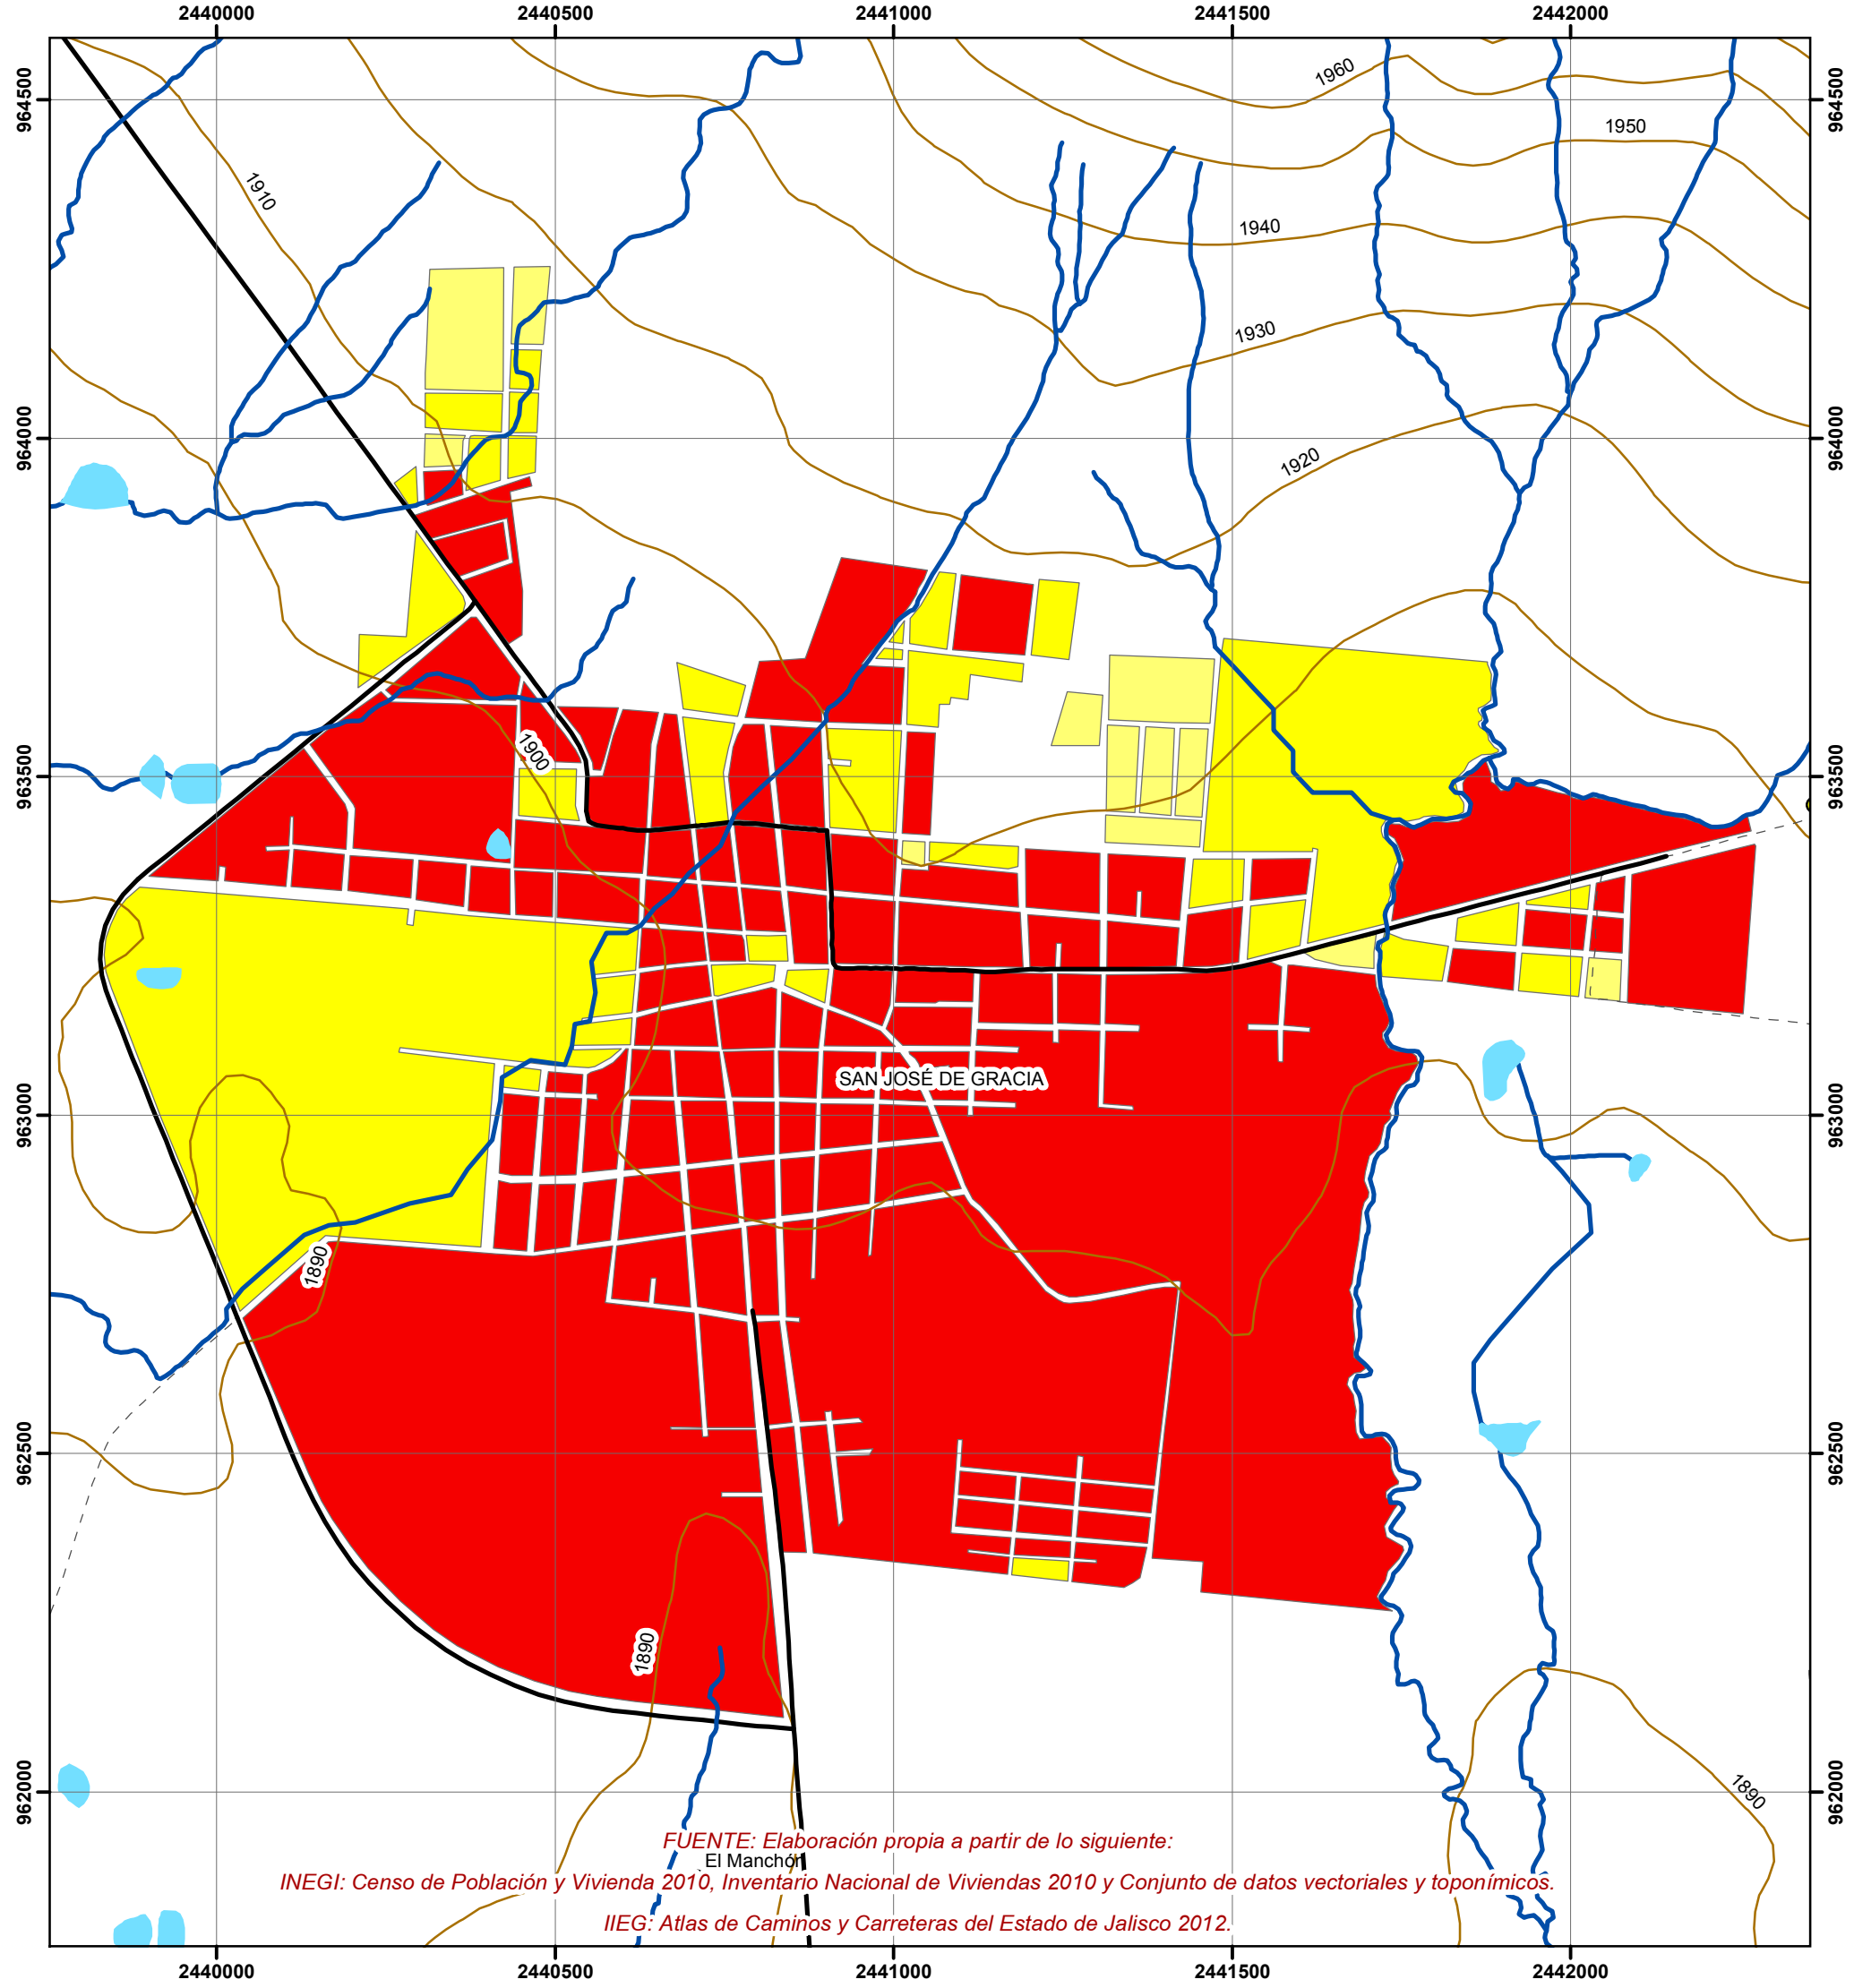 2440000 2440500 2441000 2441500 2442000
964500 964500
1960
1950
1910
1940
1930
964000 964000
1920
963500 963500
1900
SAN JOSÉ DE GRACIA
963000 963000
1890
962500 962500
1890
962000 962000
1890
FUENTE: Elaboración propia a partir de lo siguiente:
El Manchón
INEGI: Censo de Población y Vivienda 2010, Inventario Nacional de Viviendas 2010 y Conjunto de datos vectoriales y toponímicos.
IIEG: Atlas de Caminos y Carreteras del Estado de Jalisco 2012.
2440000 2440500 2441000 2441500 2442000